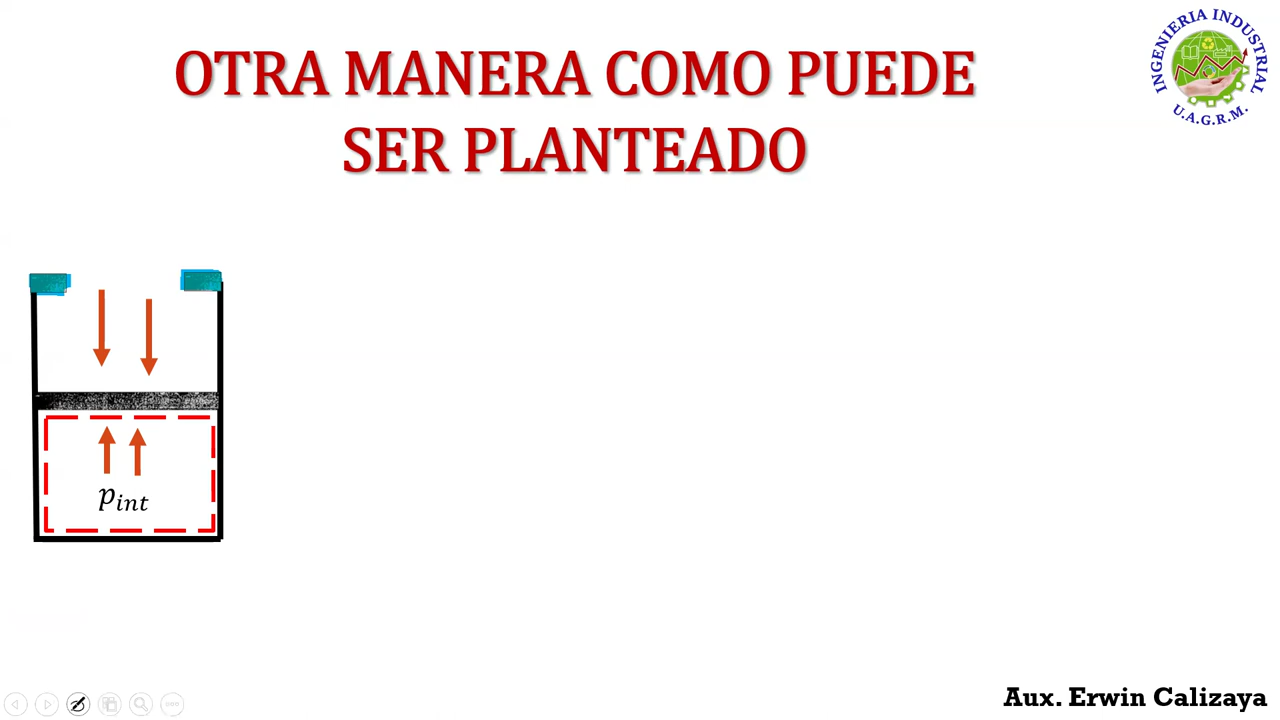 OTRA MANERA COMO PUEDE
SER PLANTEADO
INGENIERIA INDUSTRIAL
U.A.G.R.M.
p_int
Aux. Erwin Calizaya